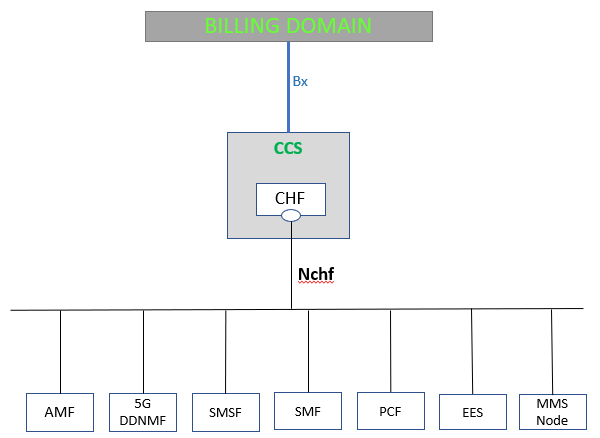 BILLING DOMAIN
Bx
CCS
CHF
Nchf
AMF
5G
DDNMF
SMSF
SMF
PCF
EES
MMS
Node